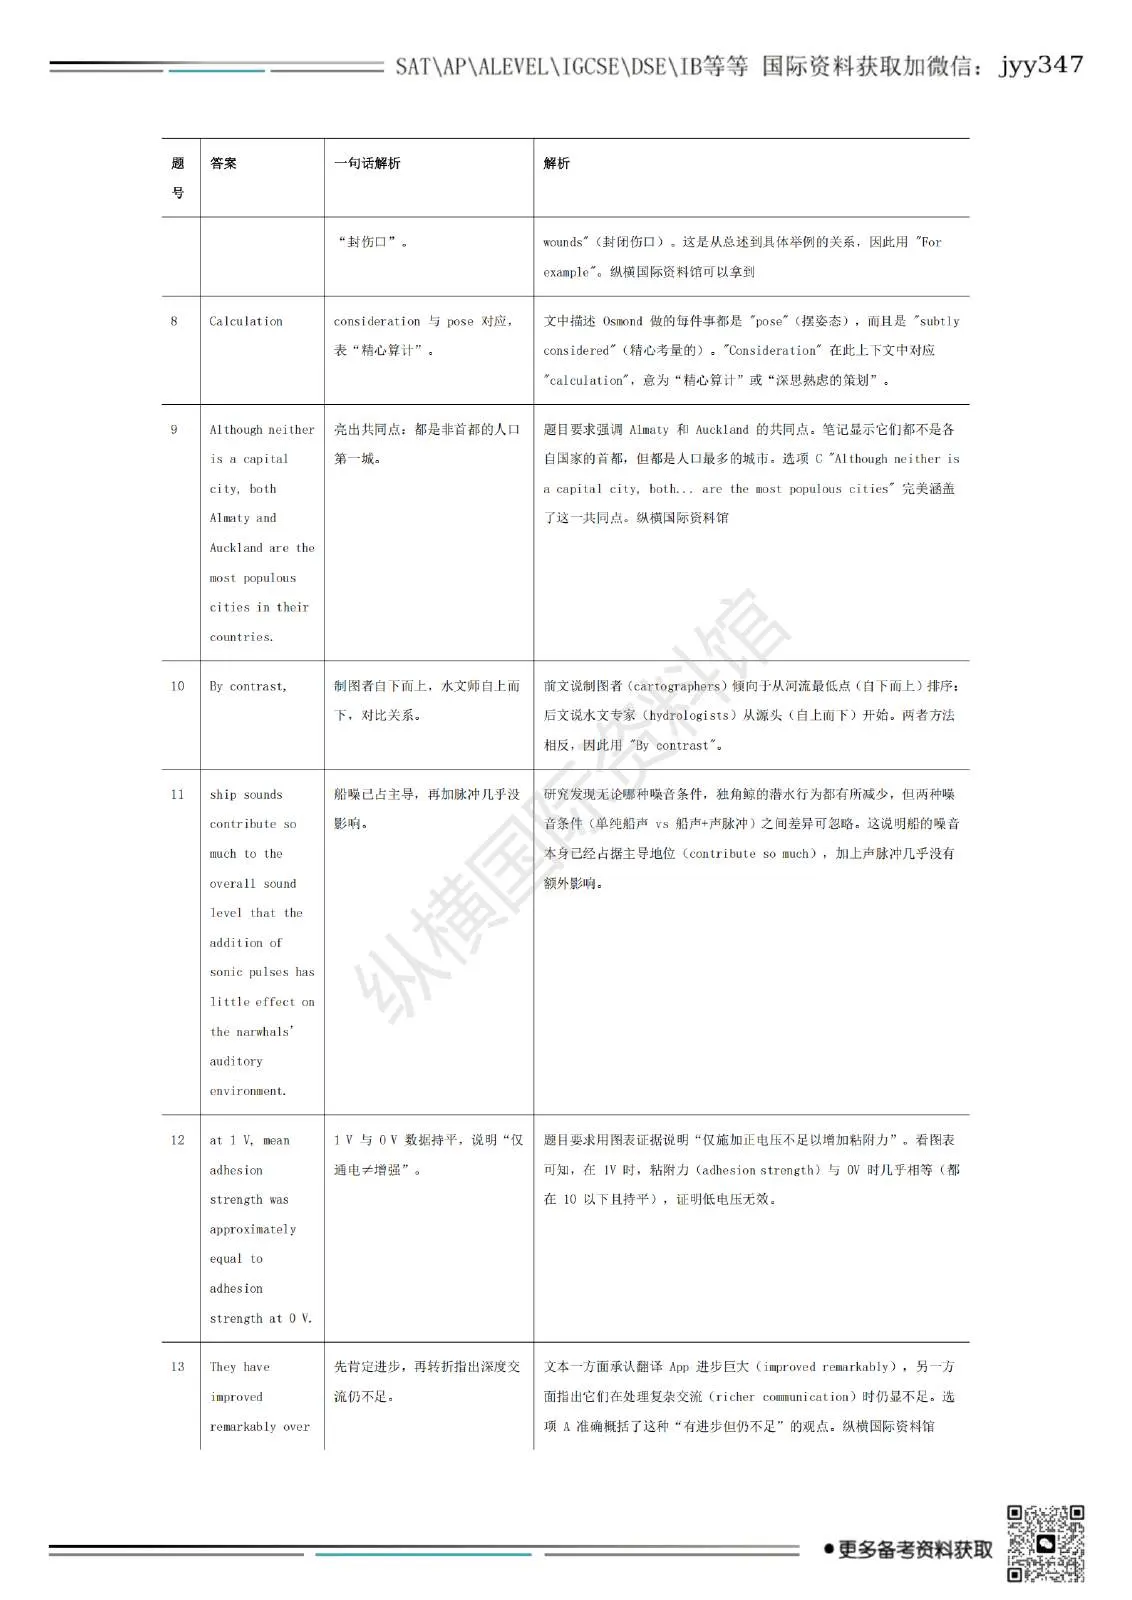 SAT\AP\ALEVEL\IGCSE\DSE\IB等等 国际资料获取加微信：jyy347
题号 答案 一句话解析 解析
“封伤口”。
wounds"（封闭伤口）。这是从总述到具体举例的关系，因此用 "For
example"。纵横国际资料馆可以拿到
8
Calculation
consideration 与 pose 对应，
表“精心算计”。
文中描述 Osmond 做的每件事都是 "pose"（摆姿态），而且是 "subtly
considered"（精心考量的）。"Consideration" 在此上下文中对应
"calculation"，意为“精心算计”或“深思熟虑的策划”。
9
Although neither
is a capital
city, both
Almaty and
Auckland are the
most populous
cities in their
countries.
亮出共同点：都是非首都的人口
第一城。
题目要求强调 Almaty 和 Auckland 的共同点。笔记显示它们都不是各
自国家的首都，但都是人口最多的城市。选项 C "Although neither is
a capital city, both... are the most populous cities" 完美涵盖
了这一共同点。纵横国际资料馆
10
By contrast,
制图者自下而上，水文师自上而
下，对比关系。
前文说制图者（cartographers）倾向于从河流最低点（自下而上）排序；
后文说水文专家（hydrologists）从源头（自上而下）开始。两者方法
相反，因此用 "By contrast"。
11
ship sounds
contribute so
much to the
overall sound
level that the
addition of
sonic pulses has
little effect on
the narwhals'
auditory
environment.
船噪已占主导，再加脉冲几乎没
影响。
研究发现无论哪种噪音条件，独角鲸的潜水行为都有所减少，但两种噪
音条件（单纯船声 vs 船声+声脉冲）之间差异可忽略。这说明船的噪音
本身已经占据主导地位（contribute so much），加上声脉冲几乎没有
额外影响。
12
at 1 V, mean
adhesion
strength was
approximately
equal to
adhesion
strength at 0 V.
1 V 与 0 V 数据持平，说明“仅
通电≠增强”。
题目要求用图表证据说明“仅施加正电压不足以增加粘附力”。看图表
可知，在 1V 时，粘附力（adhesion strength）与 0V 时几乎相等（都
在 10 以下且持平），证明低电压无效。
13
They have
improved
remarkably over
先肯定进步，再转折指出深度交
流仍不足。
文本一方面承认翻译 App 进步巨大（improved remarkably），另一方
面指出它们在处理复杂交流（richer communication）时仍显不足。选
项 A 准确概括了这种“有进步但仍不足”的观点。纵横国际资料馆
纵横国际资料馆
●更多备考资料获取